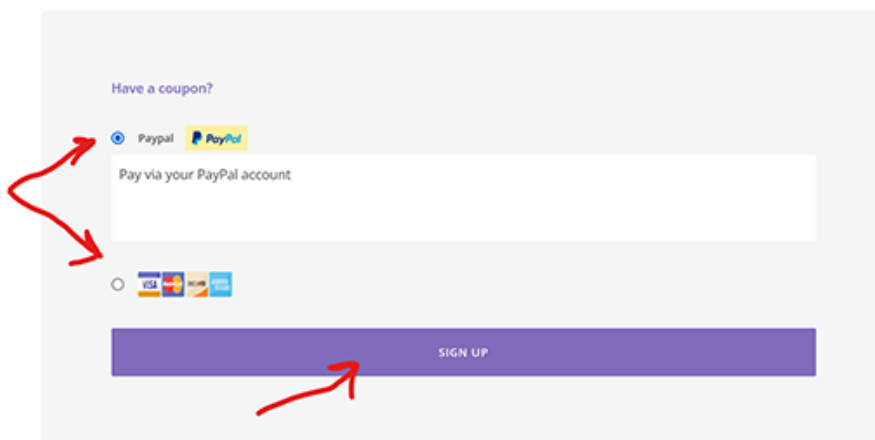 Have a coupon?
Paypal PayPal
Pay via your PayPal account
VISA
SIGN UP